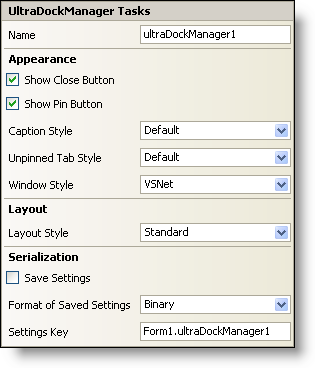 UltraDockManager Tasks
Name ultraDockManager1
Appearance
Show Close Button
Show Pin Button
Caption Style Default
Unpinned Tab Style Default
Window Style VSNet
Layout
Layout Style Standard
Serialization
Save Settings
Format of Saved Settings Binary
Settings Key Form1.ultraDockManager1